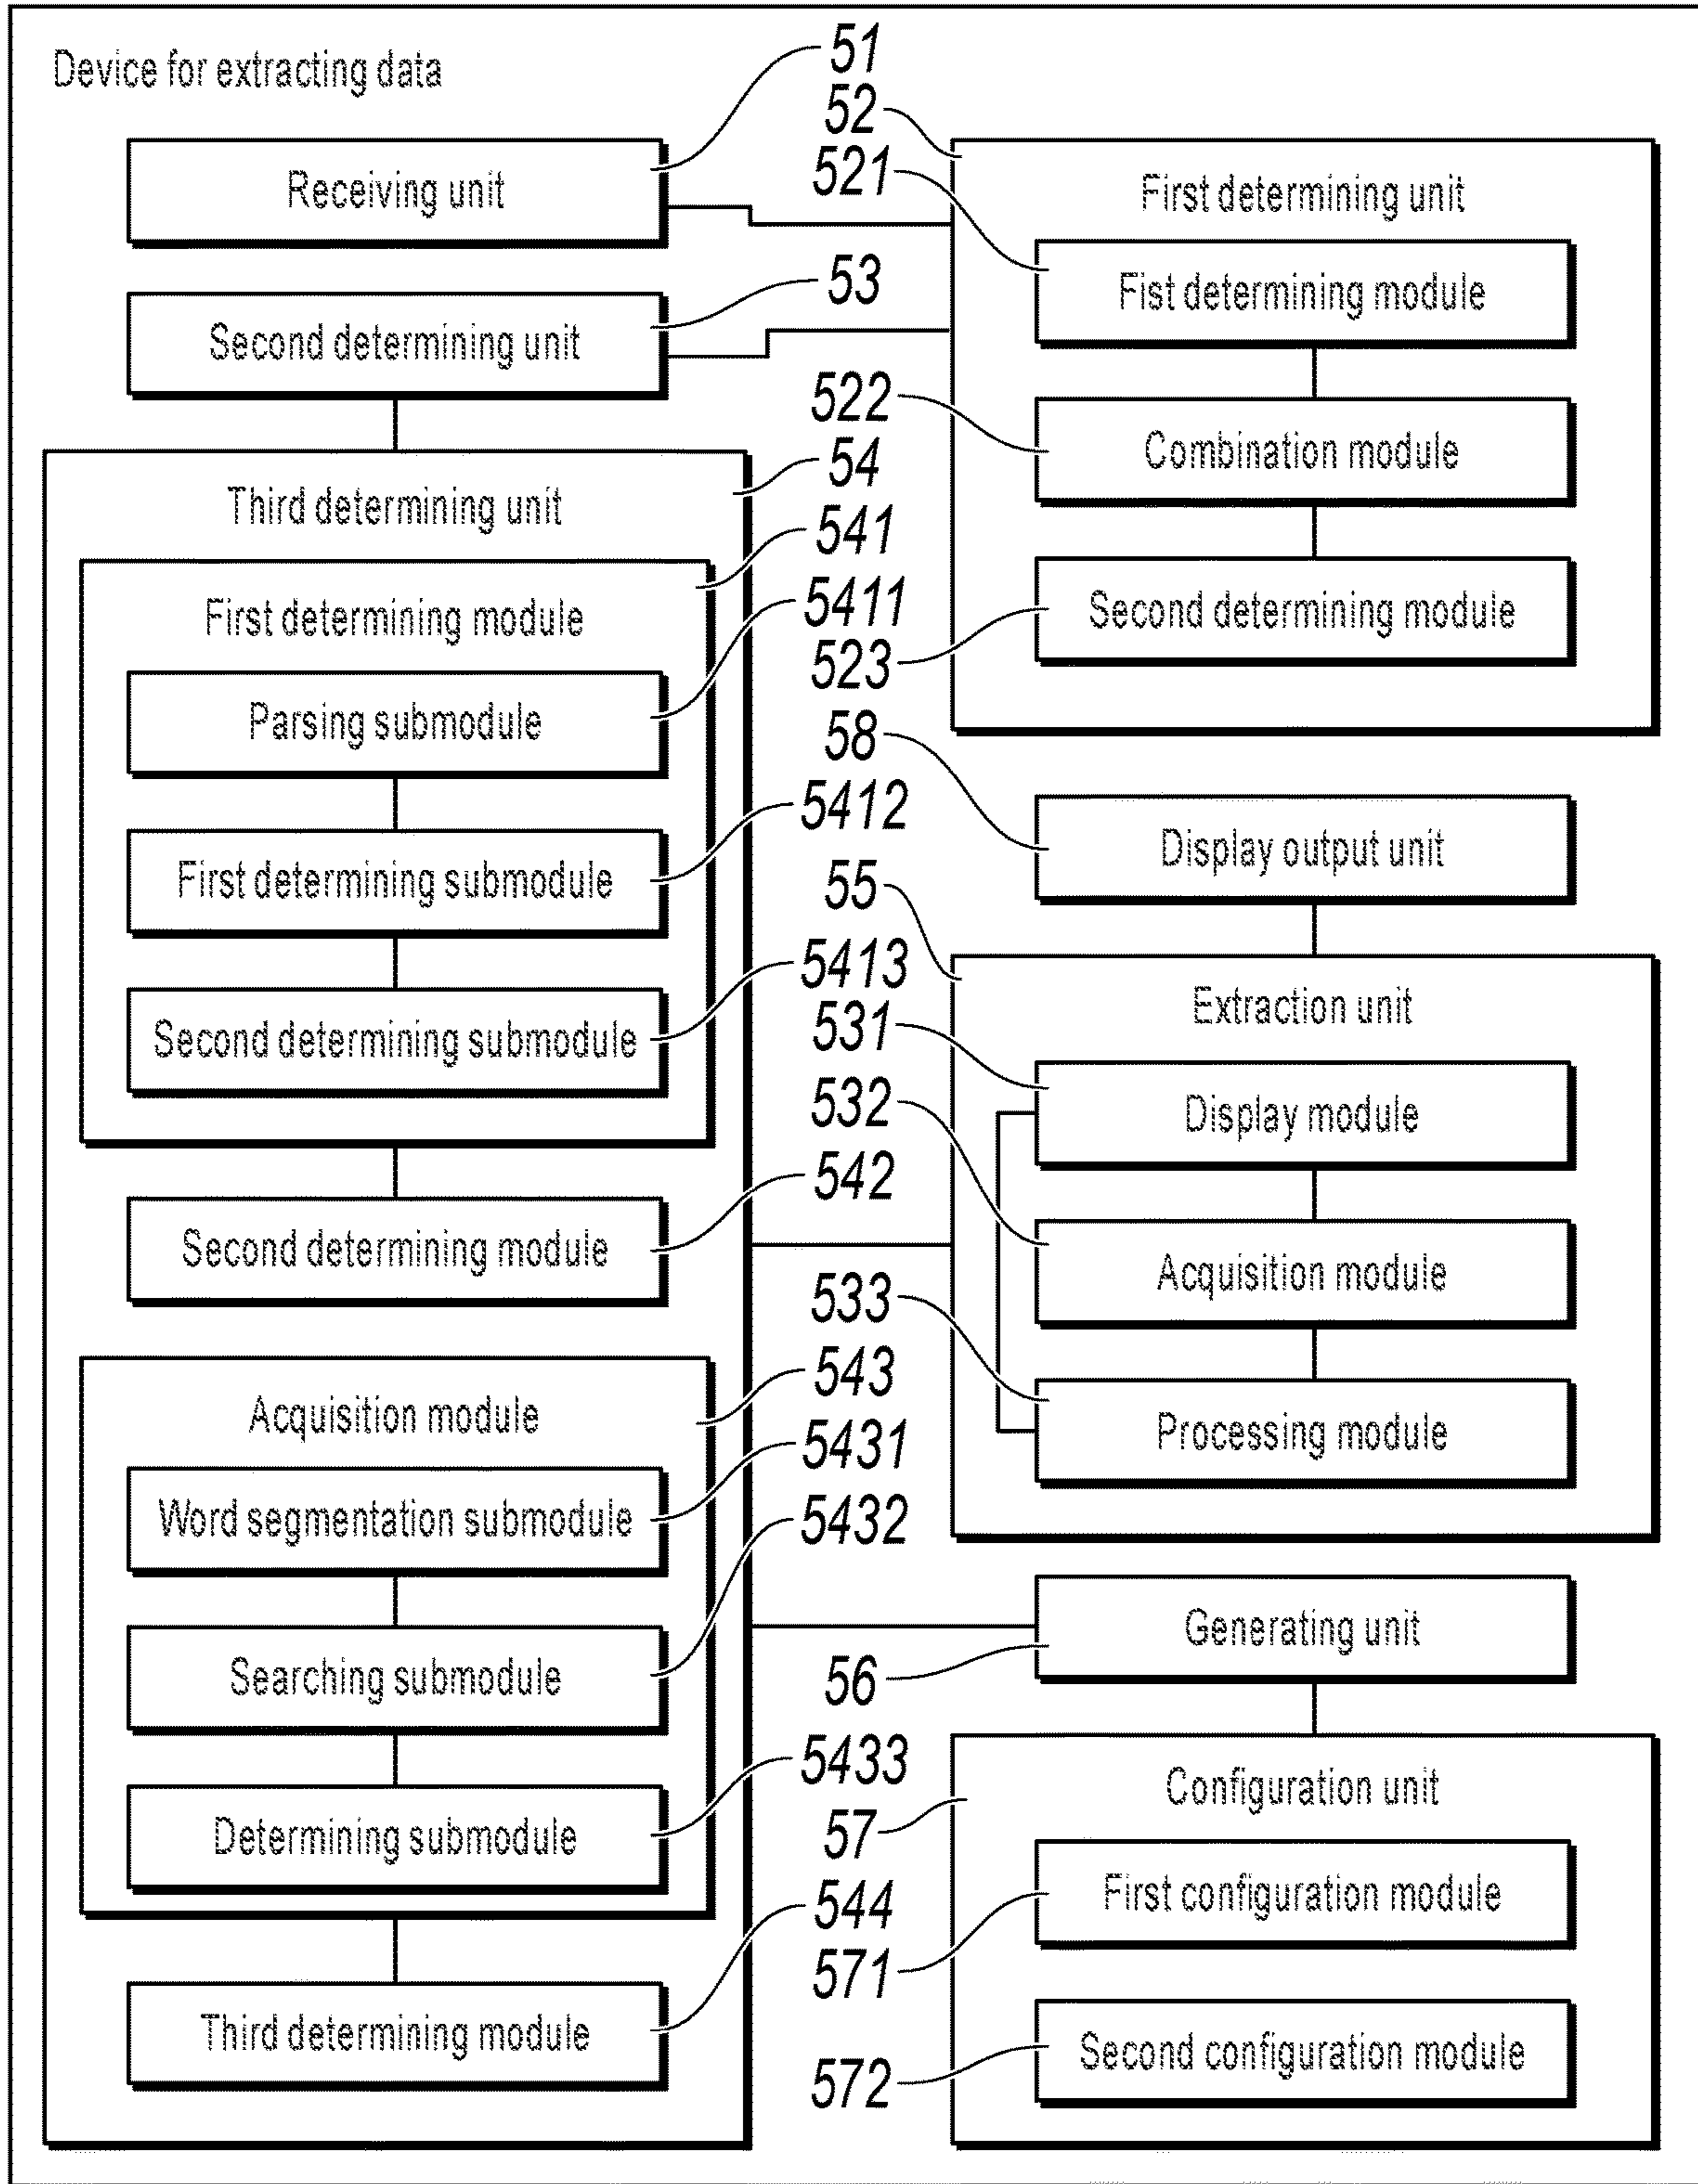 Device for extracting data
51
52
Receiving unit
521
First determining unit
Fist determining module
53
Second determining unit
522
Combination module
54
Third determining unit
541
First determining module
5411
Second determining module
523
Parsing submodule
58
5412
Display output unit
First determining submodule
55
5413
Extraction unit
531
Second determining submodule
Display module
532
542
Second determining module
Acquisition module
533
543
Acquisition module
Processing module
5431
Word segmentation submodule
5432
Generating unit
Searching submodule
56
5433
Configuration unit
Determining submodule
57
First configuration module
544
571
Third determining module
Second configuration module
572